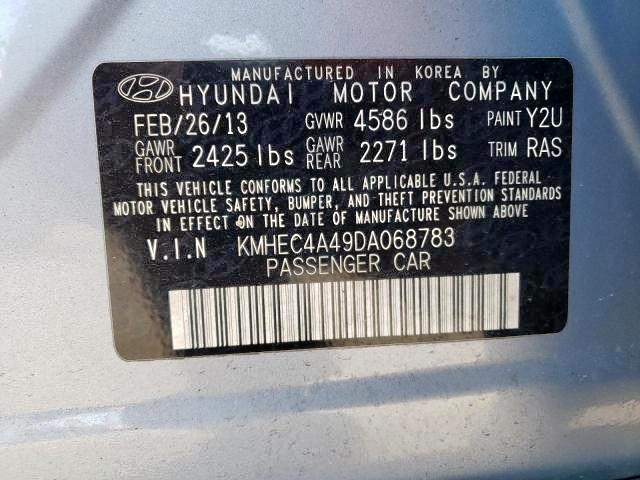 MANUFACTURED IN KOREA BY
HYUNDAI MOTOR COMPANY
FEB/26/13 GVWR 4586 lbs PAINT Y2U
GAWR FRONT 2425 lbs GAWR REAR 2271 lbs TRIM RAS
THIS VEHICLE CONFORMS TO ALL APPLICABLE U.S.A. FEDERAL
MOTOR VEHICLE SAFETY, BUMPER, AND THEFT PREVENTION STANDARDS
IN EFFECT ON THE DATE OF MANUFACTURE SHOWN ABOVE
V.I.N KMHEC4A49DA068783
PASSENGER CAR